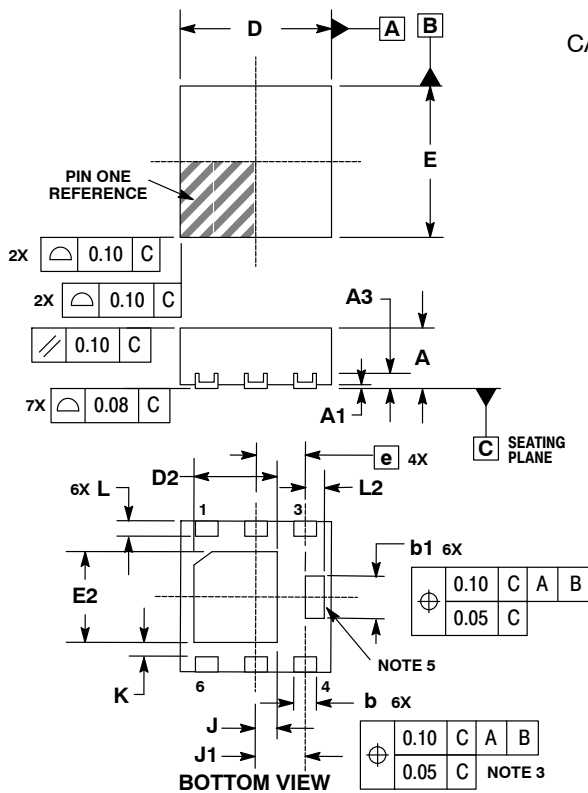 D
A
B
CA
E
PIN ONE
REFERENCE
2X 0.10 C
2X 0.10 C
A3
// 0.10 C
A
7X 0.08 C
A1
C SEATING
PLANE
e 4X
D2
L2
6X L
1
3
b1 6X
0.10 C A B
0.05 C
E2
NOTE 5
K
6
4
b 6X
J
J1
0.10 C A B
0.05 C NOTE 3
BOTTOM VIEW